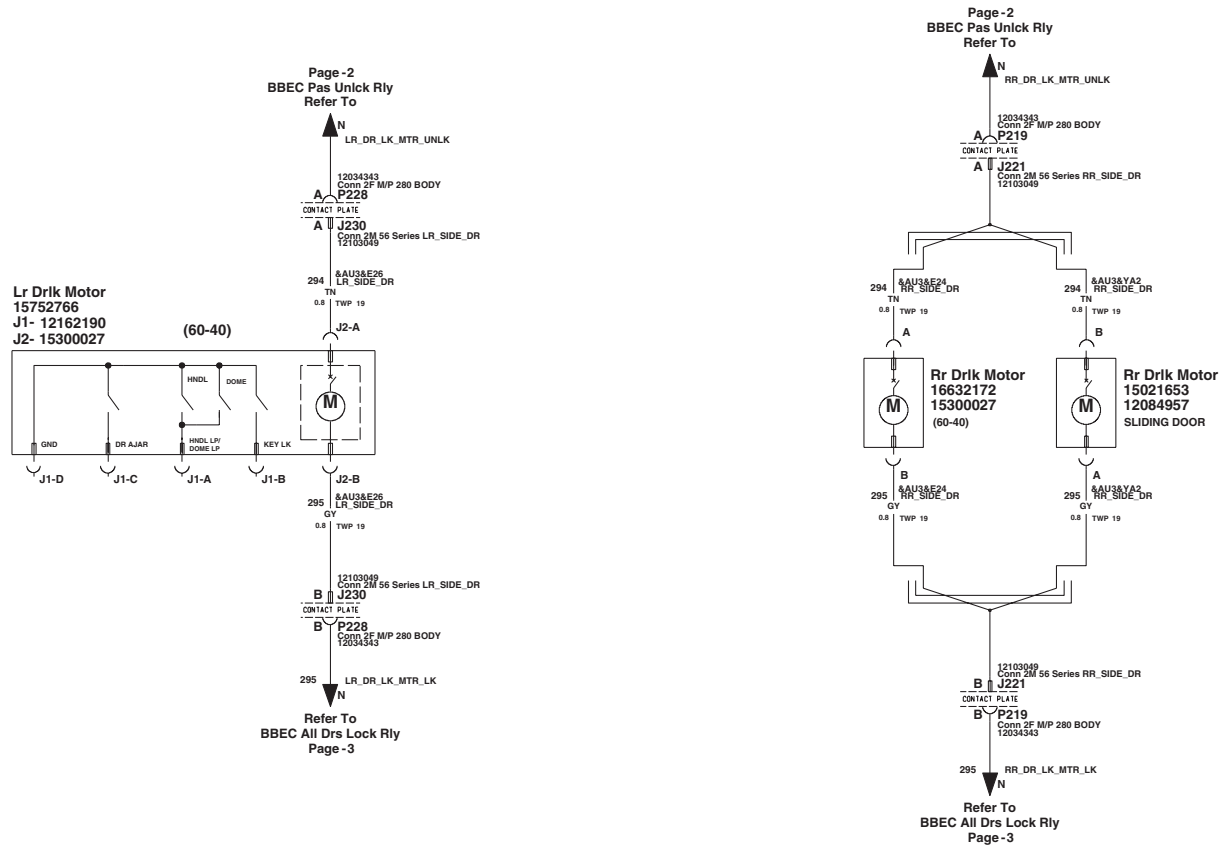 Page-2
BBEC Pas Unlck Rly
Refer To
N
LR_DR_LK_MTR_UNLK
12034343
Conn 2F M/P 280 BODY
A P228
CONTACT PLATE
A J230
Conn 2M 56 Series LR_SIDE_DR
12103049
&AU3&E26
294 LR_SIDE_DR
TN
0.8 TWP 19
Lr Drlk Motor
15752766
J1- 12162190
J2- 15300027
(60-40)
J2-A
HNDL
DOME
M
GND
DR AJAR
HNDL LP/
DOME LP
KEY LK
J1-D
J1-C
J1-A
J1-B
J2-B
&AU3&E26
295 LR_SIDE_DR
GY
0.8 TWP 19
12103049
Conn 2M 56 Series LR_SIDE_DR
B J230
CONTACT PLATE
B P228
Conn 2F M/P 280 BODY
12034343
295 LR_DR_LK_MTR_LK
N
Refer To
BBEC All Drs Lock Rly
Page-3
Page-2
BBEC Pas Unlck Rly
Refer To
N
RR_DR_LK_MTR_UNLK
12034343
Conn 2F M/P 280 BODY
A P219
CONTACT PLATE
A J221
Conn 2M 56 Series RR_SIDE_DR
12103049
&AU3&E24
294 RR_SIDE_DR
TN
0.8 TWP 19
A
&AU3&YA2
294 RR_SIDE_DR
TN
0.8 TWP 19
B
M
Rr Drlk Motor
16632172
15300027
(60-40)
M
Rr Drlk Motor
15021653
12084957
SLIDING DOOR
B
&AU3&E24
295 RR_SIDE_DR
GY
0.8 TWP 19
A
&AU3&YA2
295 RR_SIDE_DR
GY
0.8 TWP 19
12103049
Conn 2M 56 Series RR_SIDE_DR
B J221
CONTACT PLATE
B P219
Conn 2F M/P 280 BODY
12034343
295 RR_DR_LK_MTR_LK
N
Refer To
BBEC All Drs Lock Rly
Page-3